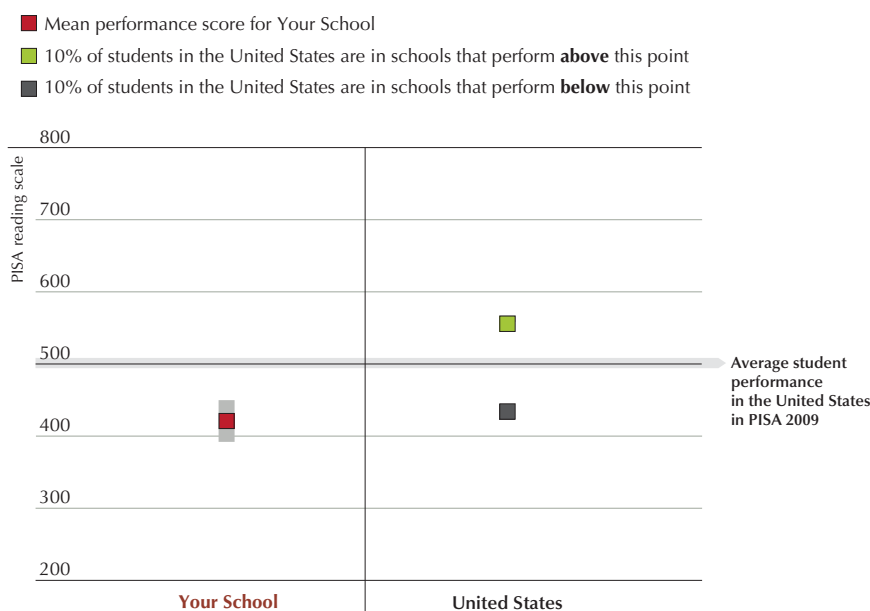 Mean performance score for Your School
10% of students in the United States are in schools that perform above this point
10% of students in the United States are in schools that perform below this point
PISA reading scale
800
700
600
500
400
300
200
Average student
performance
in the United States
in PISA 2009
Your School
United States